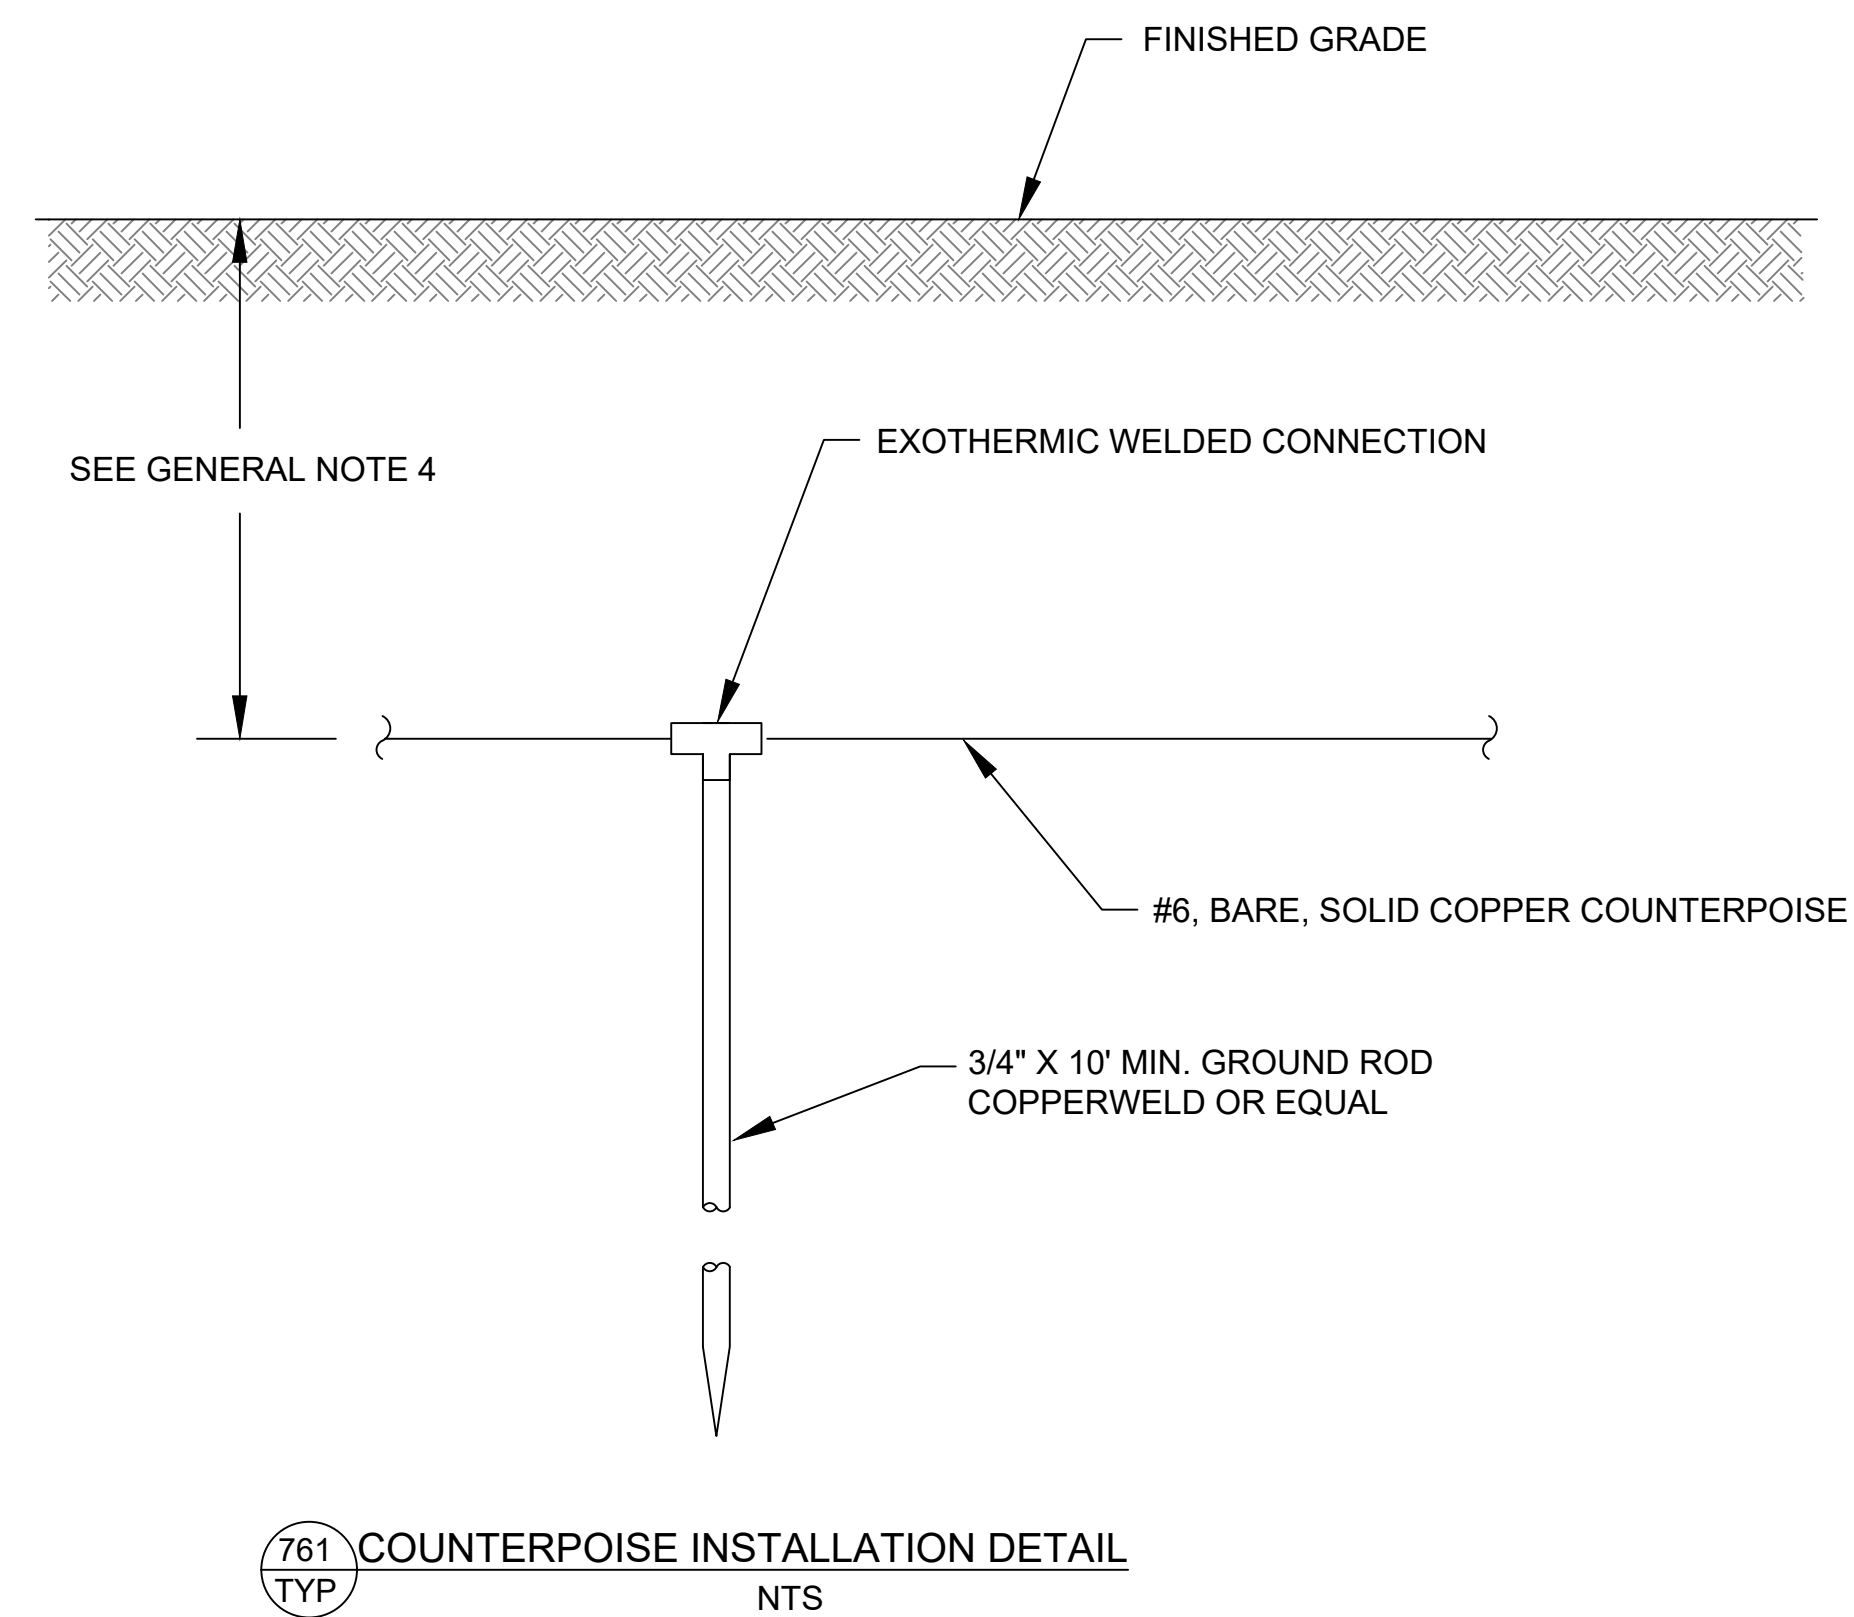 FINISHED GRADE
SEE GENERAL NOTE 4
EXOTHERMIC WELDED CONNECTION
#6, BARE, SOLID COPPER COUNTERPOISE
3/4" X 10' MIN. GROUND ROD
COPPERWELD OR EQUAL
761
TYP
COUNTERPOISE INSTALLATION DETAIL
NTS